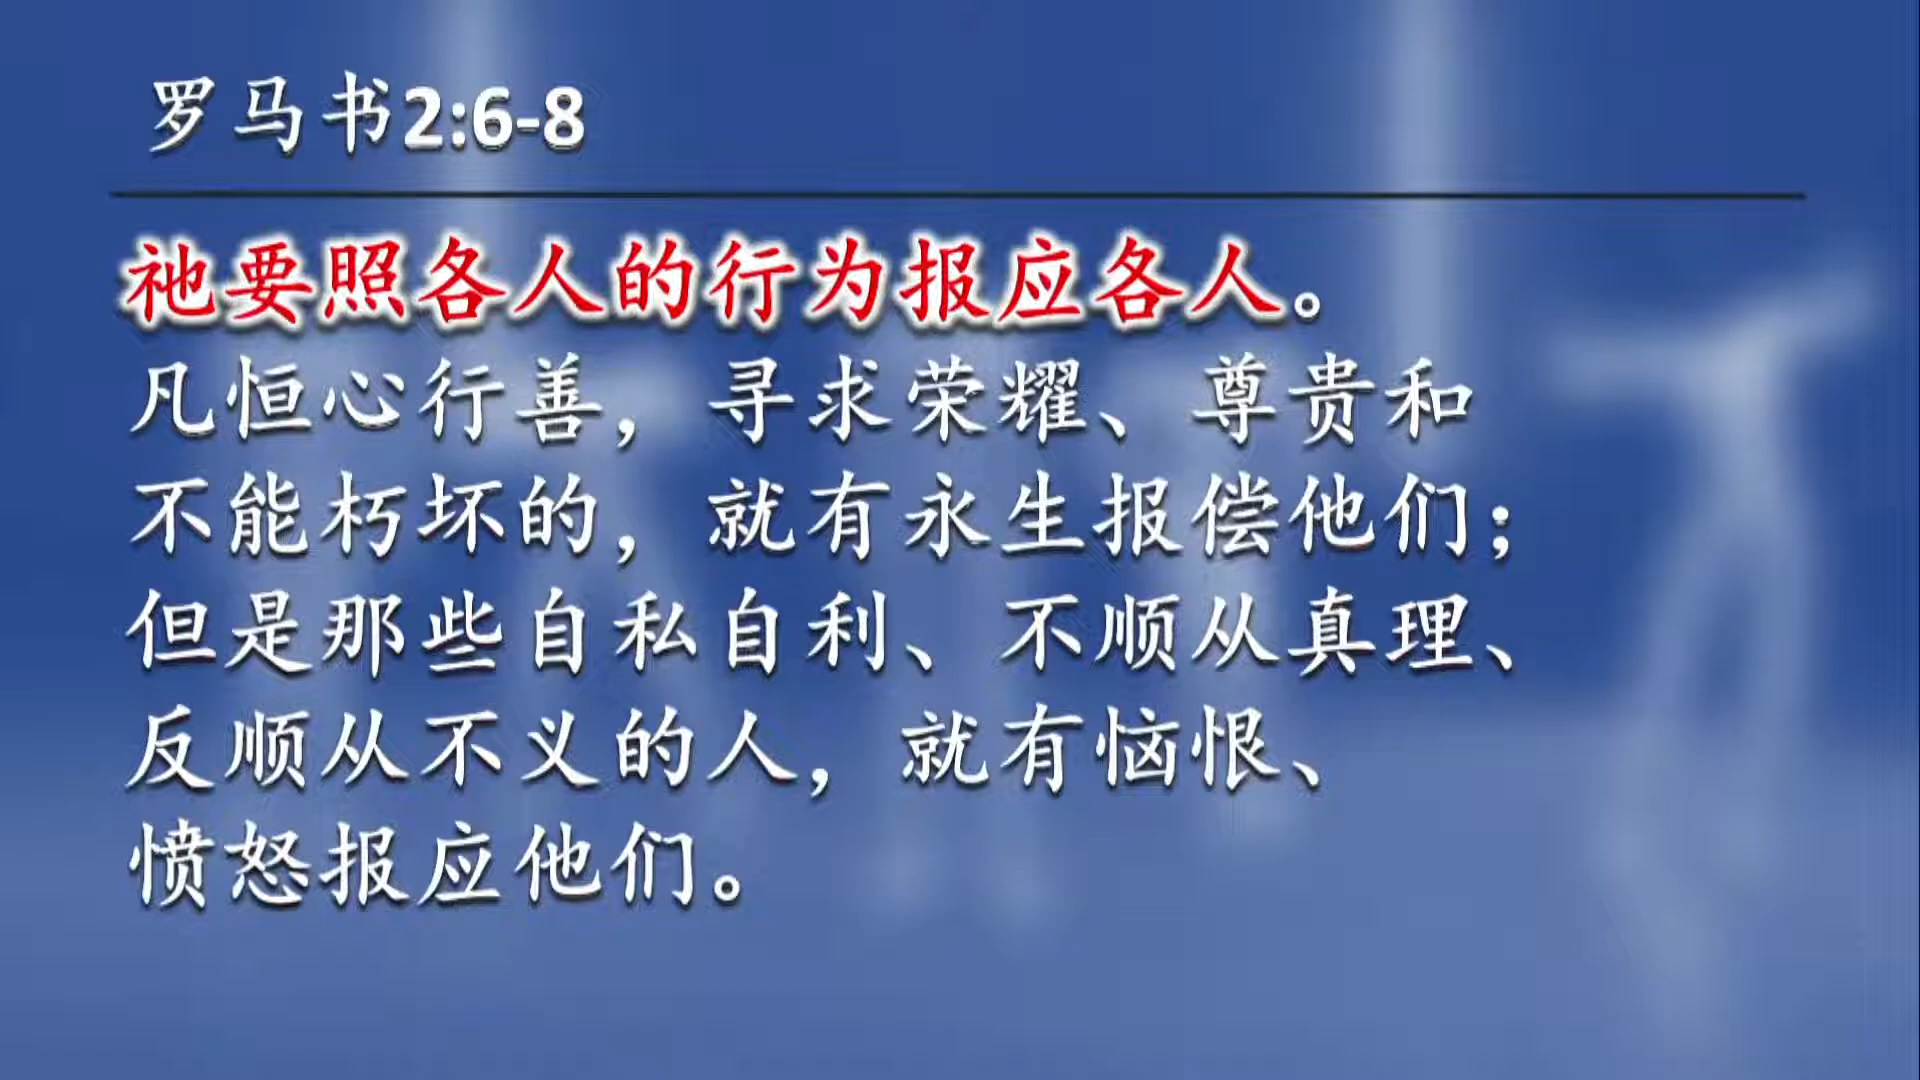 罗马书2:6-8
祂要照各人的行为报应各人。
凡恒心行善，寻求荣耀、尊贵和
不能朽坏的，就有永生报偿他们；
但是那些自私自利、不顺从真理、
反顺从不义的人，就有恼恨、
愤怒报应他们。